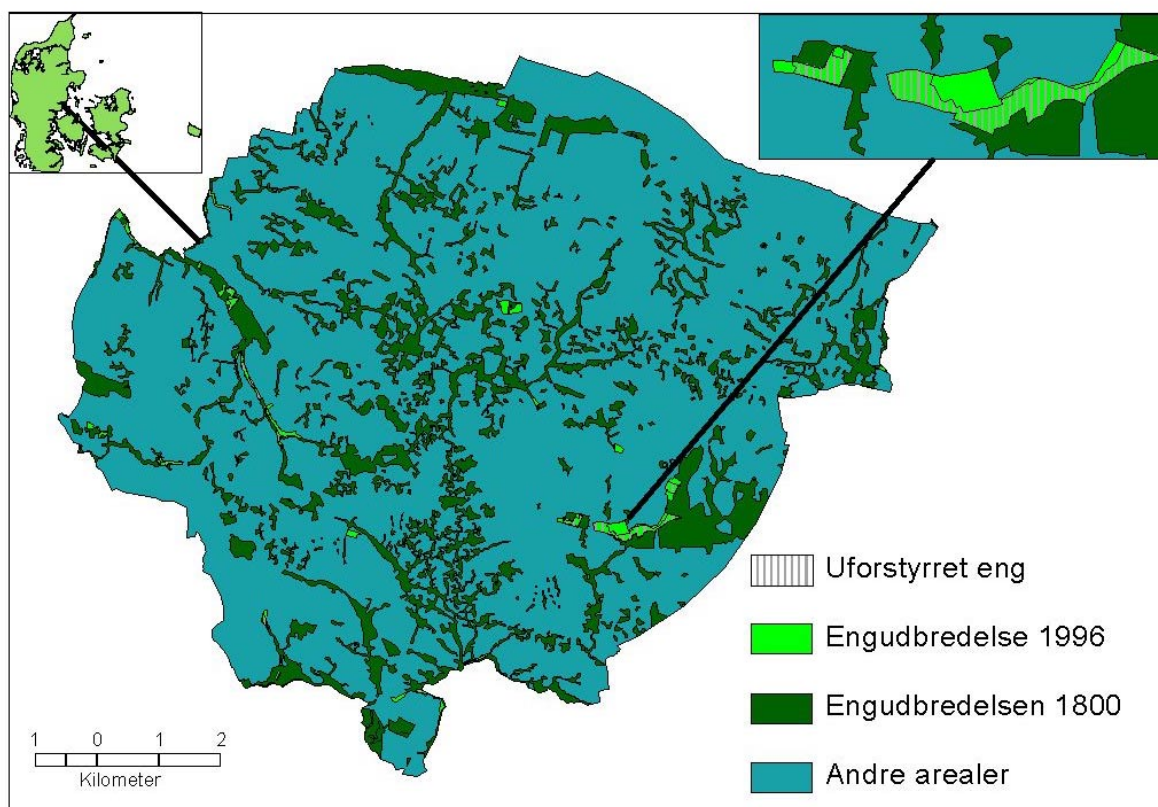 Uforstyrret eng
Engudbredelse 1996
Engudbredelsen 1800
Andre arealer
1 0 1 2
Kilometer